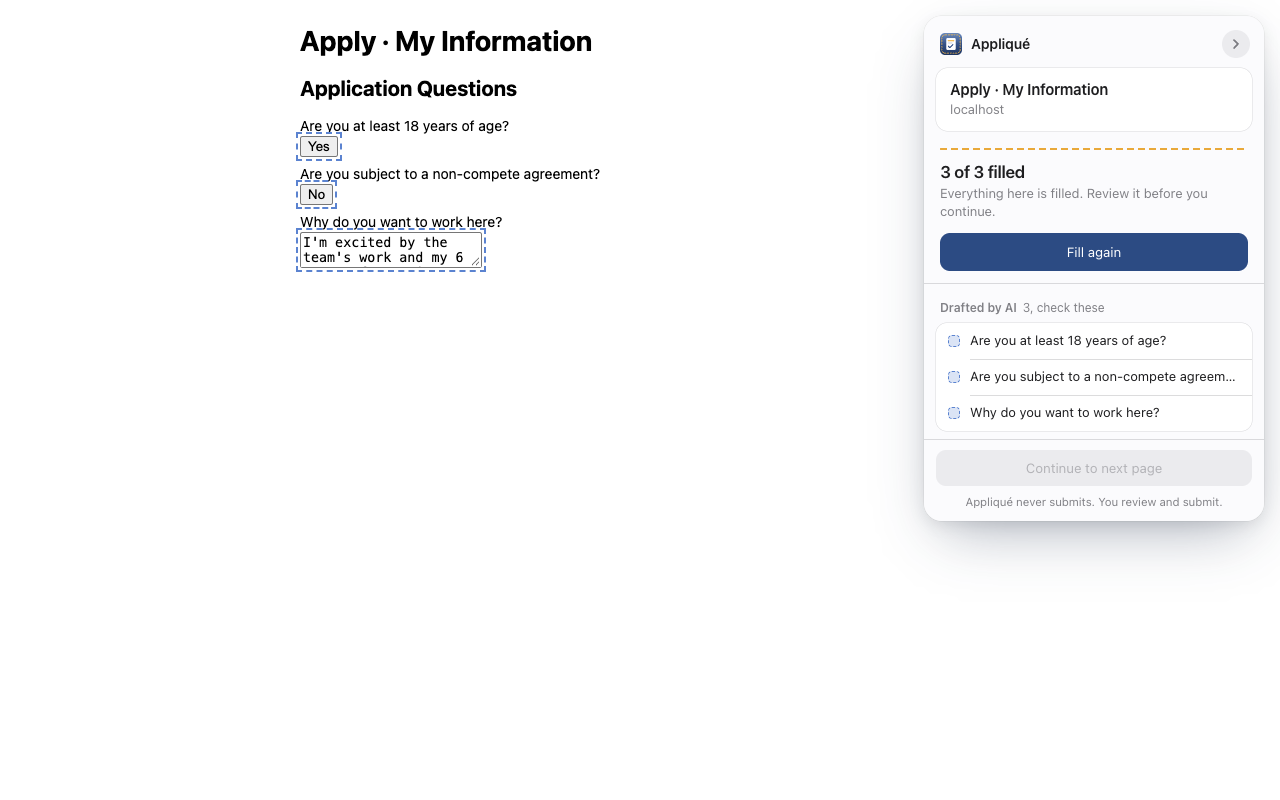 Apply · My Information
Application Questions
Are you at least 18 years of age?
Yes
Are you subject to a non-compete agreement?
No
Why do you want to work here?
I'm excited by the
team's work and my 6
Appliqué
Apply · My Information
localhost
3 of 3 filled
Everything here is filled. Review it before you
continue.
Fill again
Drafted by AI 3, check these
Are you at least 18 years of age?
Are you subject to a non-compete agreem...
Why do you want to work here?
Continue to next page
Appliqué never submits. You review and submit.